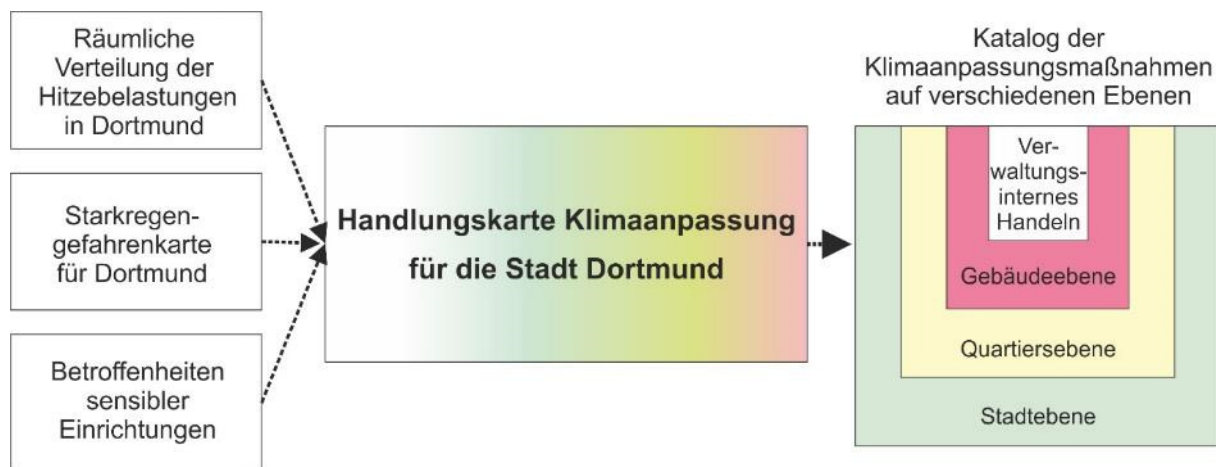 Räumliche
Verteilung der
Hitzebelastungen
in Dortmund
Starkregen-
gefahrenkarte
für Dortmund
Betroffenheiten
sensibler
Einrichtungen
Handlungskarte Klimaanpassung
für die Stadt Dortmund
Katalog der
Klimaanpassungsmaßnahmen
auf verschiedenen Ebenen
Ver-
waltungs-
internes
Handeln
Gebäudeebene
Quartiersebene
Stadtebene